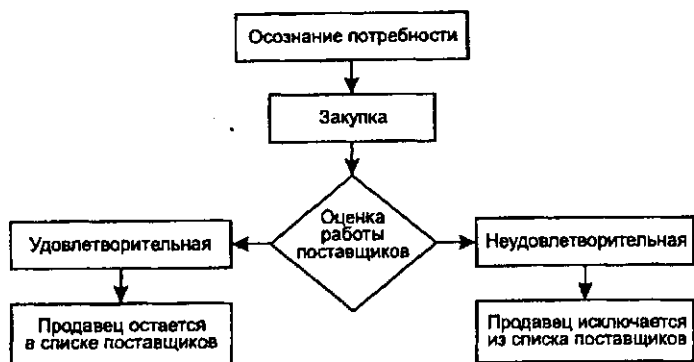 Осознание потребности
Закупка
Оценка
работы
поставщиков
Удовлетворительная
Неудовлетворительная
Продавец остается
в списке поставщиков
Продавец исключается
из списка поставщиков